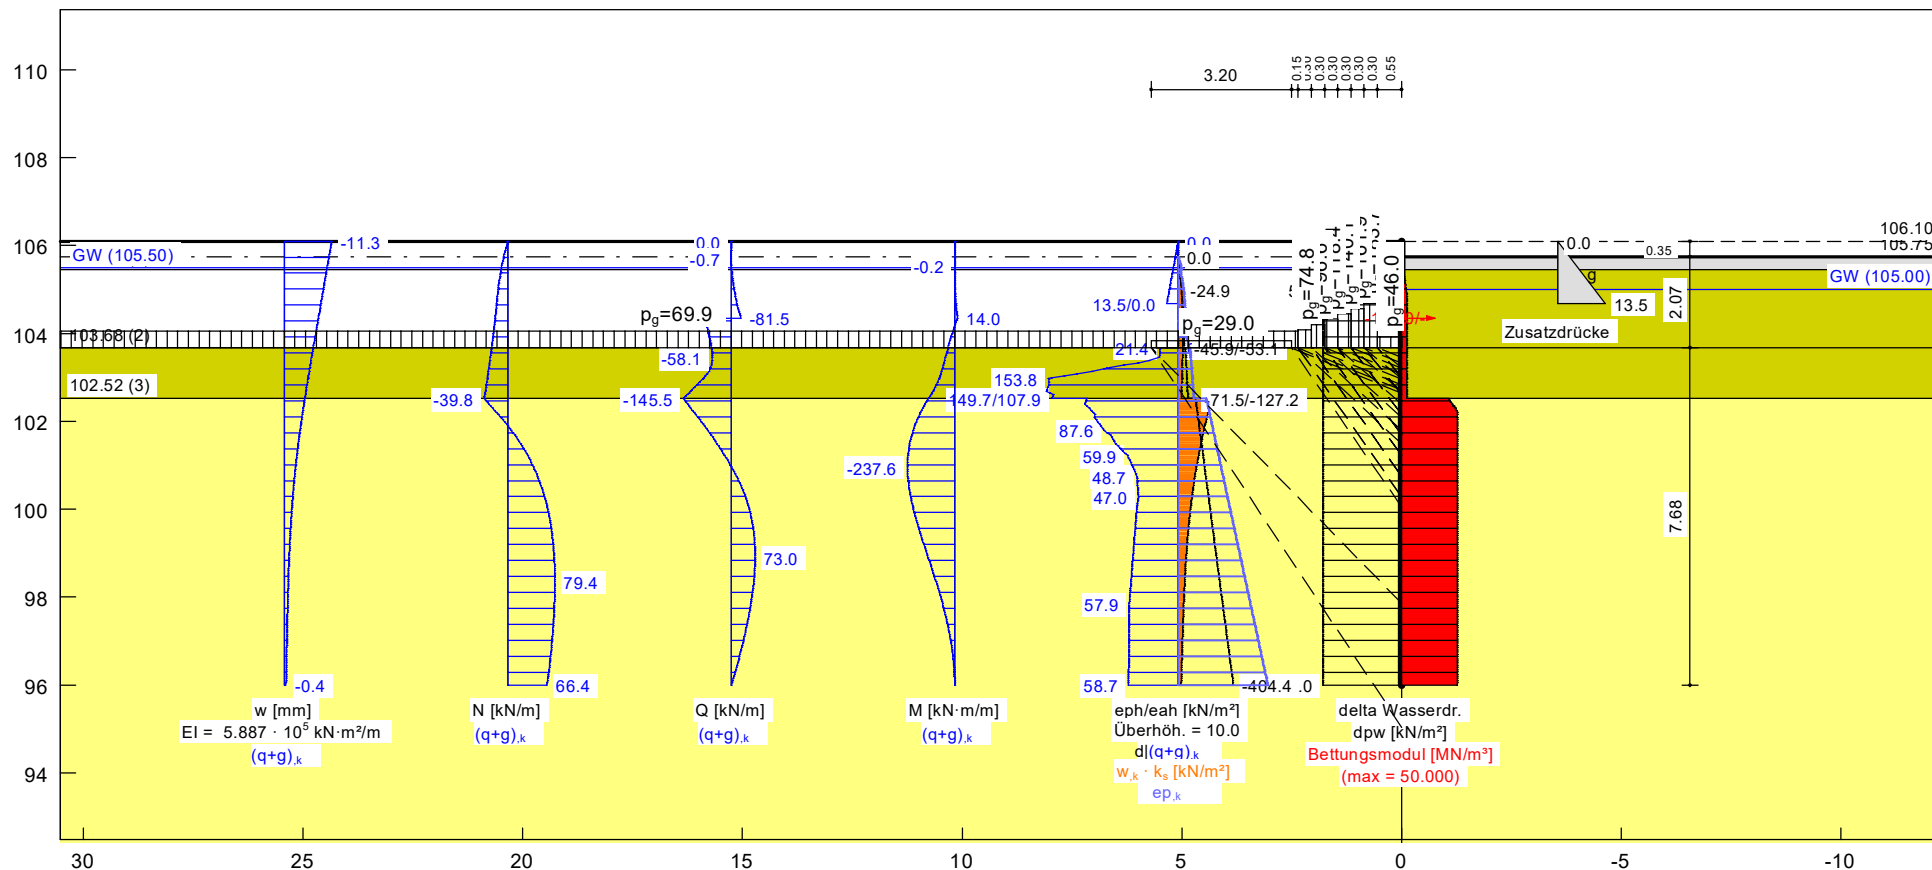 110
108
106
104
102
100
98
96
94
30
25
20
15
10
5
0
-5
-10
3.20
0.15
0.30
0.30
0.30
0.30
0.30
0.30
0.55
GW (105.50)
103.68 (2)
102.52 (3)
-11.3
-0.4
w [mm]
EI = 5.887 · 10⁵ kN·m²/m
(q+g),k
-39.8
79.4
66.4
N [kN/m]
(q+g),k
0.0
-0.7
-81.5
pg=69.9
-58.1
-145.5
73.0
Q [kN/m]
(q+g),k
-0.2
14.0
-237.6
M [kN·m/m]
(q+g),k
0.0
0.0
-24.9
13.5/0.0
pg=29.0
21.4
-45.9/-53.1
153.8
149.7/107.9
-71.5/-127.2
87.6
59.9
48.7
47.0
57.9
58.7
-404.4
eph/eah [kN/m²]
Überhöh. = 10.0
(q+g),k
w,k · ks [kN/m²]
ep,k
pg=74.8
pg=46.0
delta Wasserdr.
dpw [kN/m²]
Bettungsmodul [MN/m³]
(max = 50.000)
0.0
g
13.5
Zusatzdrücke
0.35
106.10
105.75
GW (105.00)
2.07
7.68